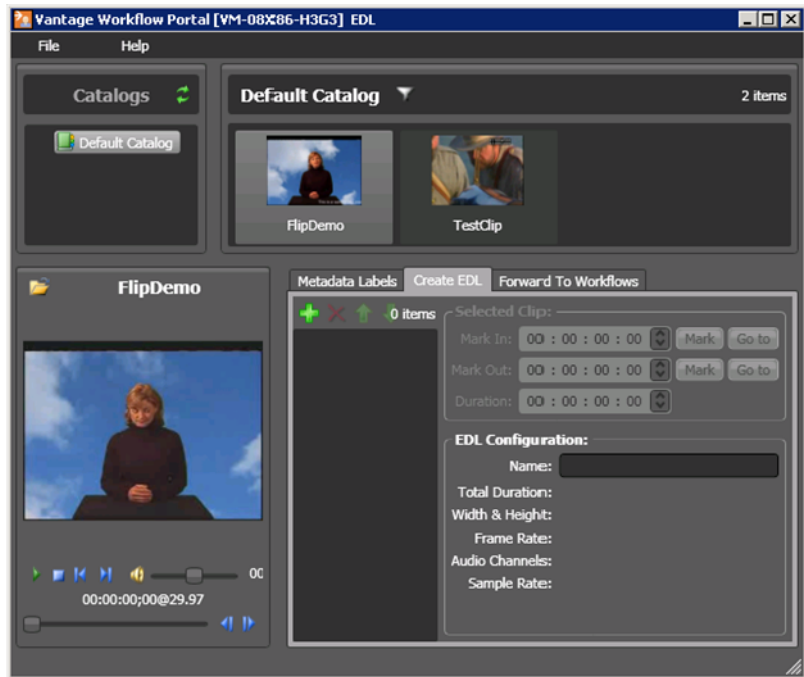 Vantage Workflow Portal [VM-08X86-H3G3] EDL
File Help
Catalogs
Default Catalog
Default Catalog
2 items
FlipDemo
TestClip
FlipDemo
00
00:00:00;00@29.97
Metadata Labels Create EDL Forward To Workflows
0 items
Selected Clip:
Mark In: 00 : 00 : 00 : 00 Mark Go to
Mark Out: 00 : 00 : 00 : 00 Mark Go to
Duration: 00 : 00 : 00 : 00
EDL Configuration:
Name:
Total Duration:
Width & Height:
Frame Rate:
Audio Channels:
Sample Rate: